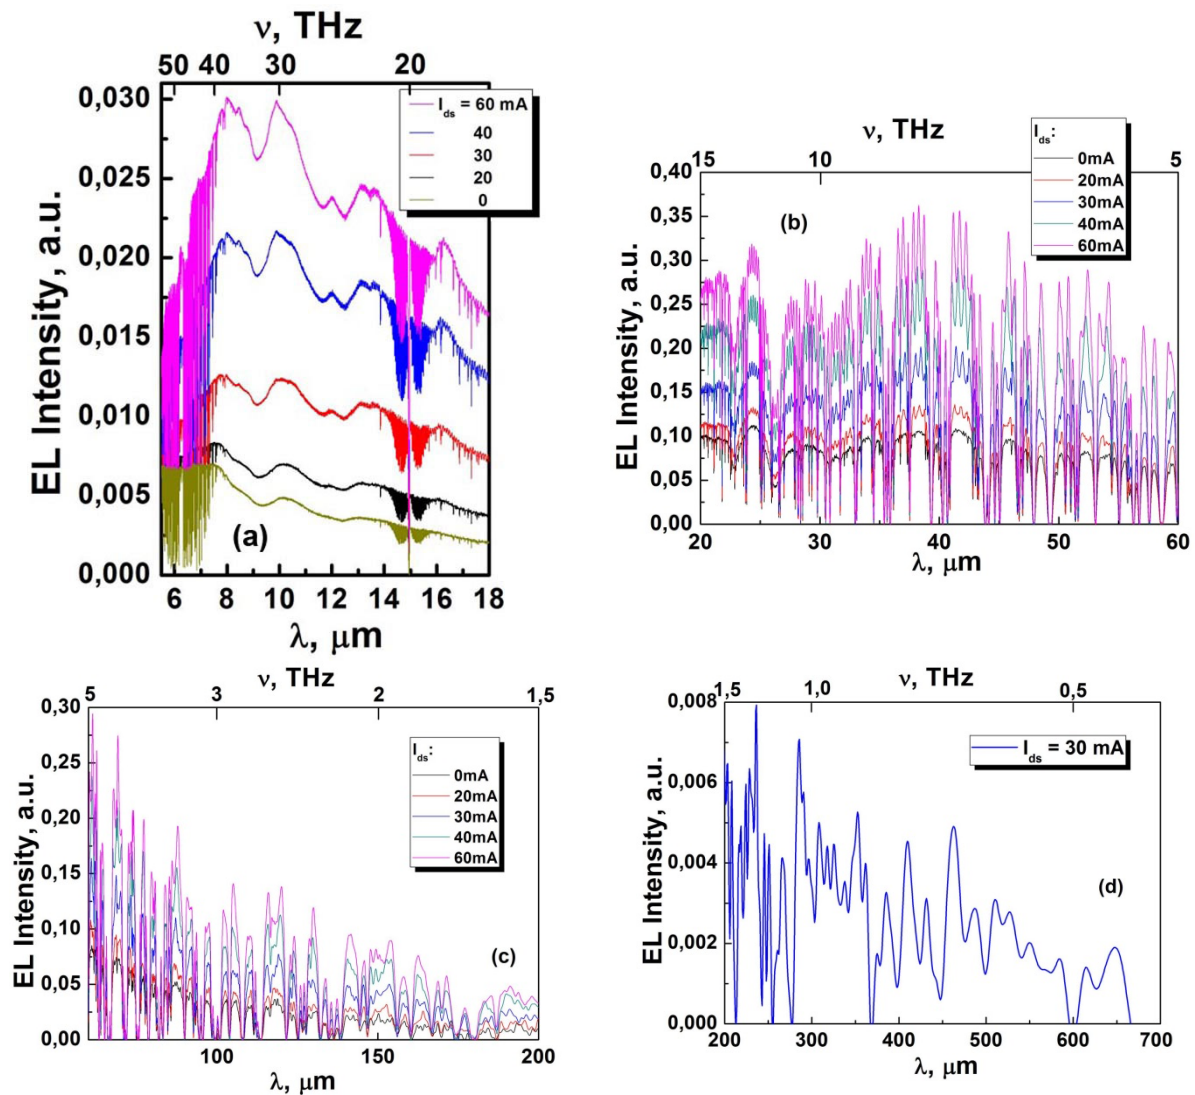 ν, THz
50 40 30 20
0,030
0,025
0,020
0,015
0,010
0,005
0,000
EL Intensity, a.u.
I_ds = 60 mA
40
30
20
0
(a)
6 8 10 12 14 16 18
λ, μm
ν, THz
15 10 5
0,40
0,35
0,30
0,25
0,20
0,15
0,10
0,05
0,00
EL Intensity, a.u.
I_ds:
0mA
20mA
30mA
40mA
60mA
(b)
20 30 40 50 60
λ, μm
ν, THz
5 3 2 1,5
0,30
0,25
0,20
0,15
0,10
0,05
0,00
EL Intensity, a.u.
I_ds:
0mA
20mA
30mA
40mA
60mA
(c)
100 150 200
λ, μm
ν, THz
1,5 1,0 0,5
0,008
0,006
0,004
0,002
0,000
EL Intensity, a.u.
I_ds = 30 mA
(d)
200 300 400 500 600 700
λ, μm